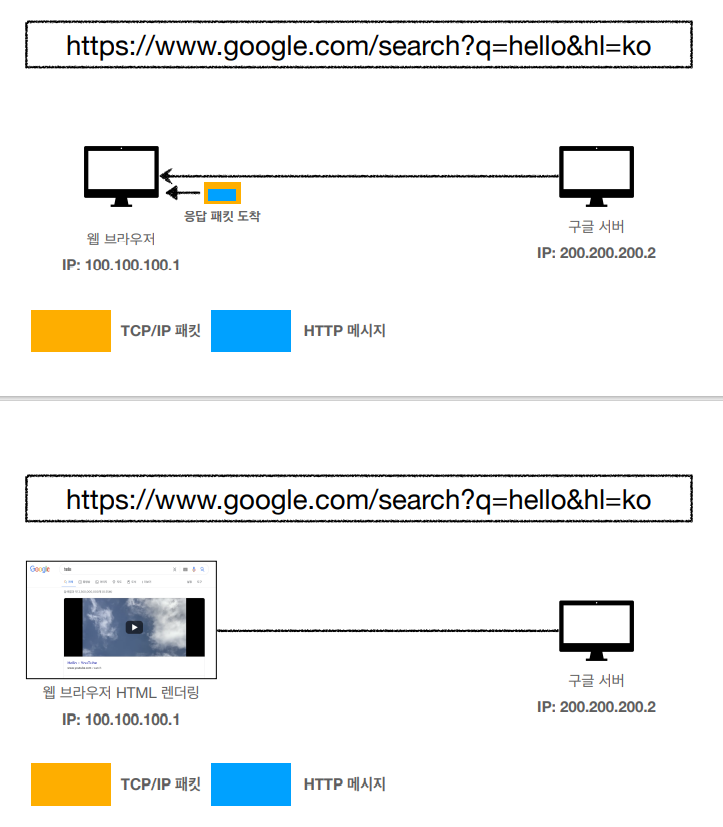 https://www.google.com/search?q=hello&hl=ko
응답 패킷 도착
웹 브라우저
IP: 100.100.100.1
구글 서버
IP: 200.200.200.2
TCP/IP 패킷
HTTP 메시지
https://www.google.com/search?q=hello&hl=ko
Google
hello
웹 브라우저 HTML 렌더링
IP: 100.100.100.1
구글 서버
IP: 200.200.200.2
TCP/IP 패킷
HTTP 메시지